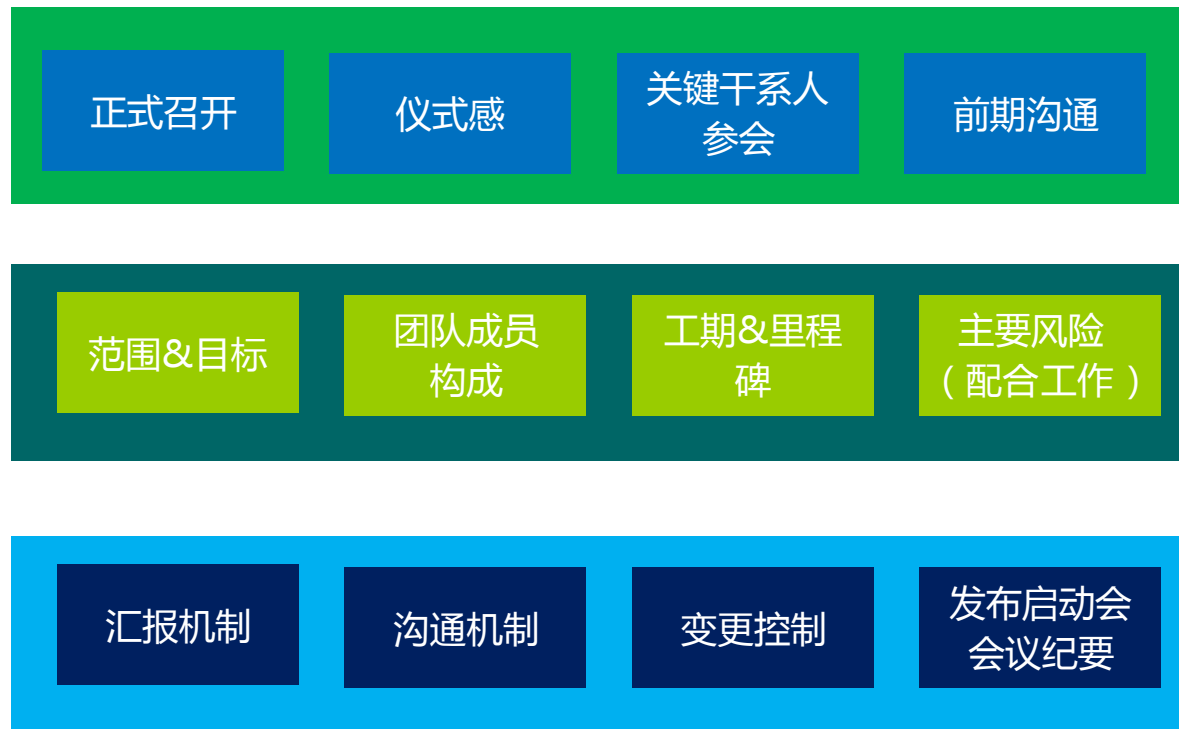 正式召开
仪式感
关键干系人
参会
前期沟通
范围&目标
团队成员
构成
工期&里程
碑
主要风险
（配合工作）
汇报机制
沟通机制
变更控制
发布启动会
会议纪要